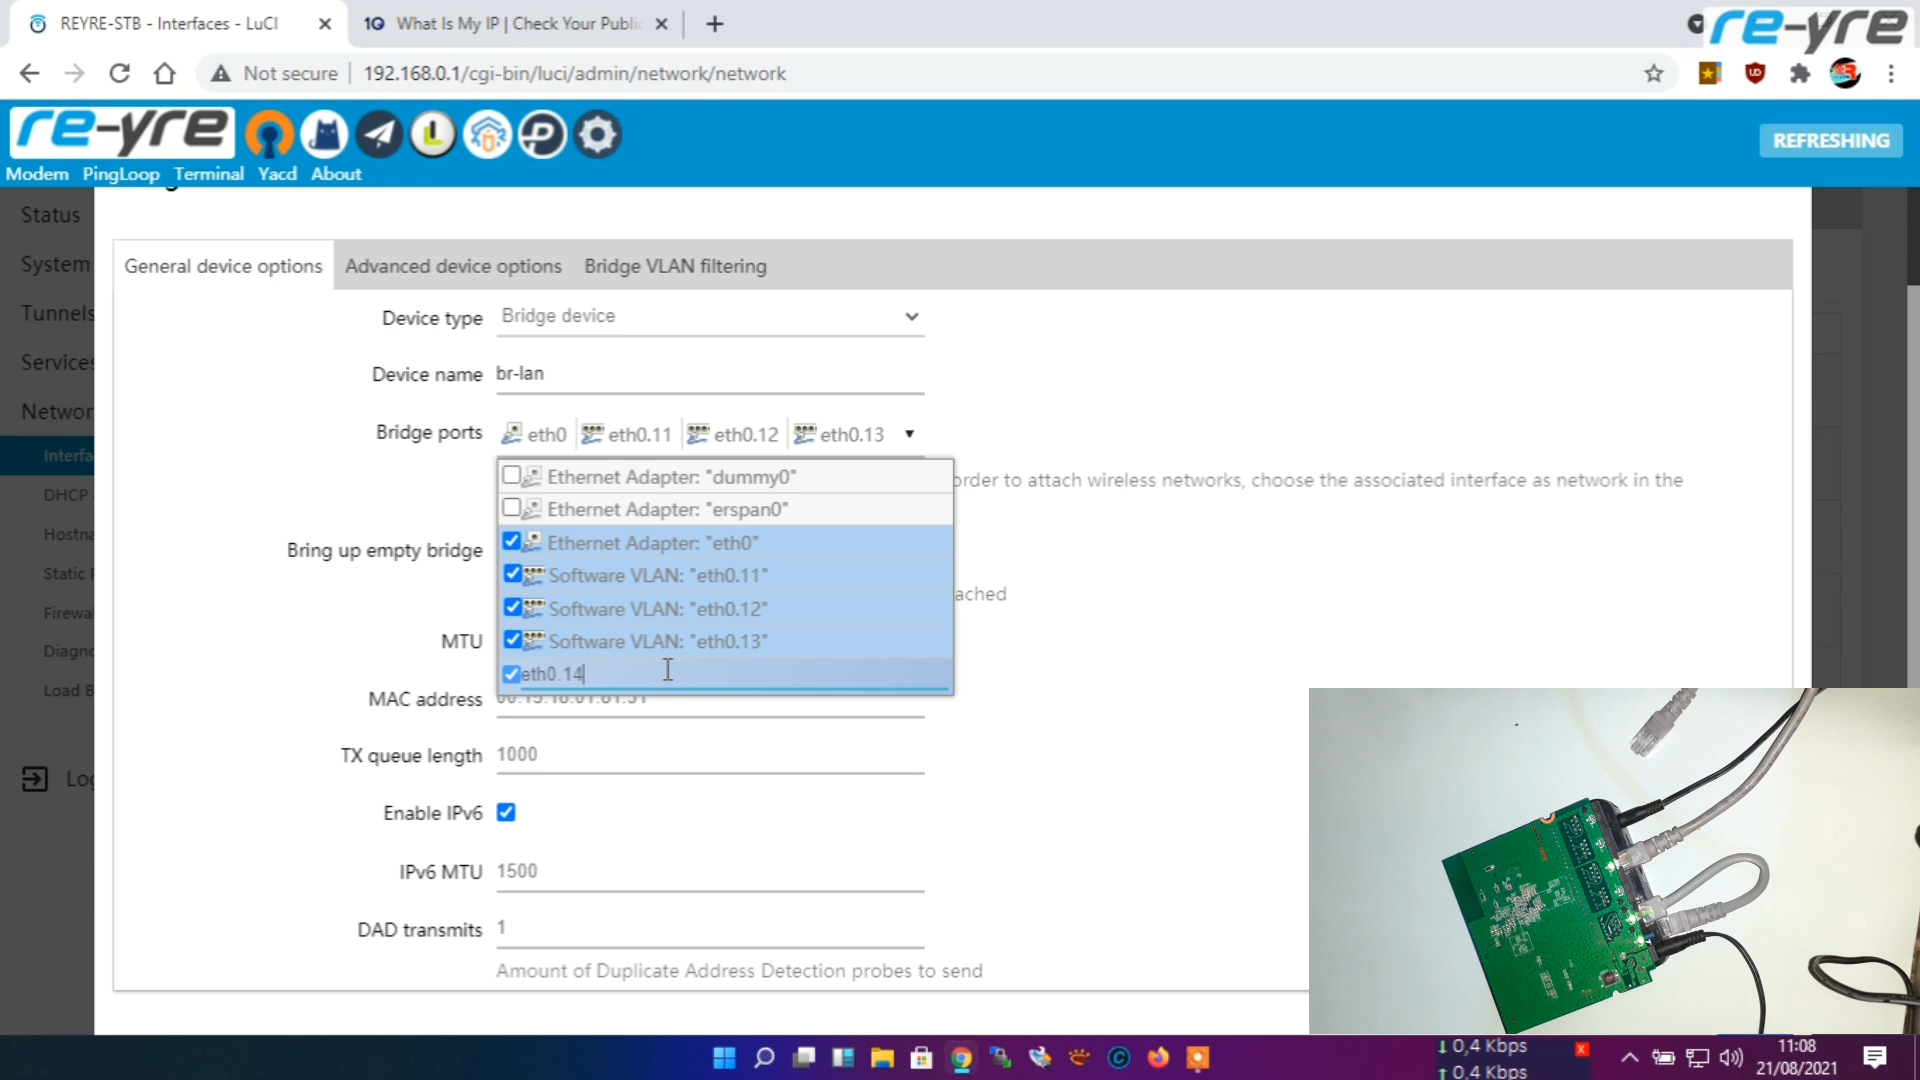 REYRE-STB - Interfaces - LuCI
1Q What Is My IP | Check Your Public
re-yre
Not secure
192.168.0.1/cgi-bin/luci/admin/network/network
re-yre
REFRESHING
Modem PingLoop Terminal Yacd About
Status
System
Tunnels
Services
Networ
Interfa
DHCP
Hostna
Static
Firewal
Diagno
Load B
Log
General device options
Advanced device options
Bridge VLAN filtering
Device type Bridge device
Device name br-lan
Bridge ports eth0 eth0.11 eth0.12 eth0.13
Ethernet Adapter: "dummy0"
order to attach wireless networks, choose the associated interface as network in the
Ethernet Adapter: "erspan0"
Ethernet Adapter: "eth0"
Bring up empty bridge
Software VLAN: "eth0.11"
ached
Software VLAN: "eth0.12"
Software VLAN: "eth0.13"
MTU
eth0.14
MAC address
TX queue length 1000
Enable IPv6
IPv6 MTU 1500
DAD transmits 1
Amount of Duplicate Address Detection probes to send
↓ 0,4 Kbps
↑ 0,4 Kbps
11:08
21/08/2021